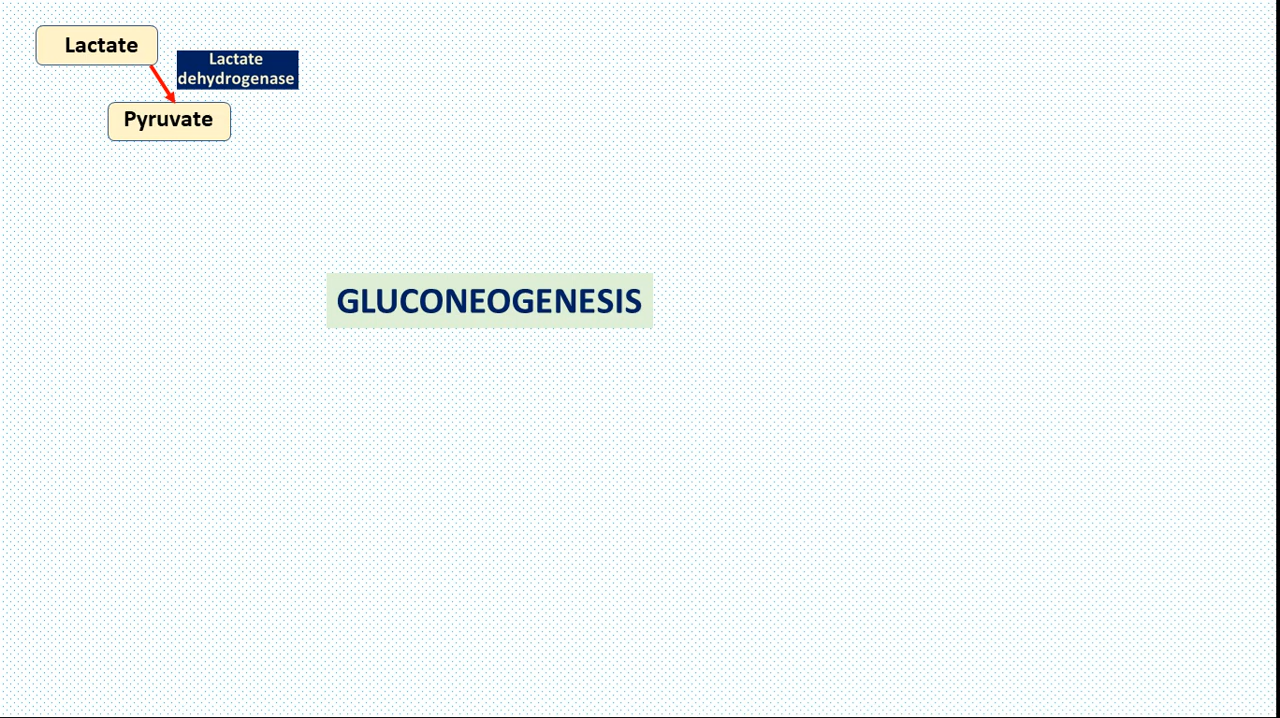 Lactate
Lactate
dehydrogenase
Pyruvate
GLUCONEOGENESIS